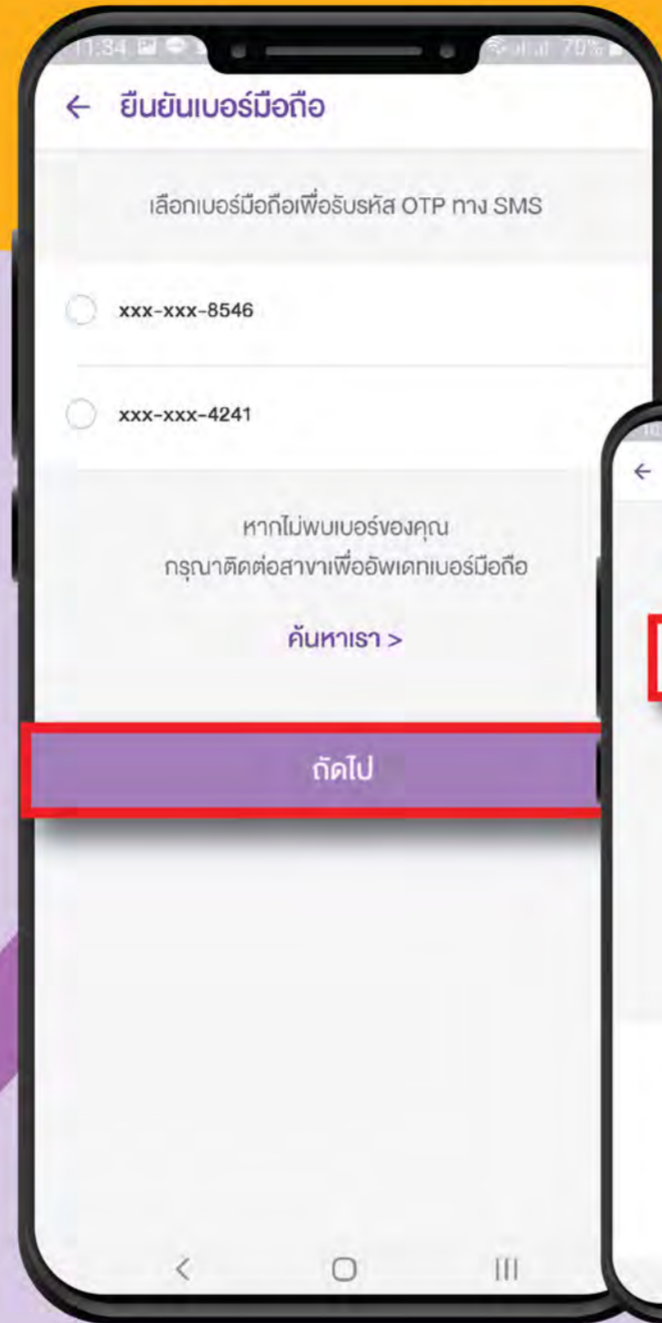 11:34 70%
← ยืนยันเบอร์มือถือ
เลือกเบอร์มือถือเพื่อรับรหัส OTP ทาง SMS
xxx-xxx-8546
xxx-xxx-4241
หากไม่พบเบอร์ของคุณ
กรุณาติดต่อสาขาเพื่ออัพเดทเบอร์มือถือ
ค้นหาเรา >
ถัดไป